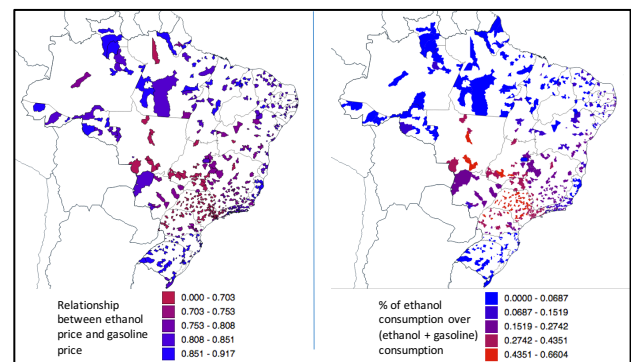 Relationship
between ethanol
price and gasoline
price
0.000 - 0.703
0.703 - 0.753
0.753 - 0.808
0.808 - 0.851
0.851 - 0.917
% of ethanol
consumption over
(ethanol + gasoline)
consumption
0.0000 - 0.0687
0.0687 - 0.1519
0.1519 - 0.2742
0.2742 - 0.4351
0.4351 - 0.6604